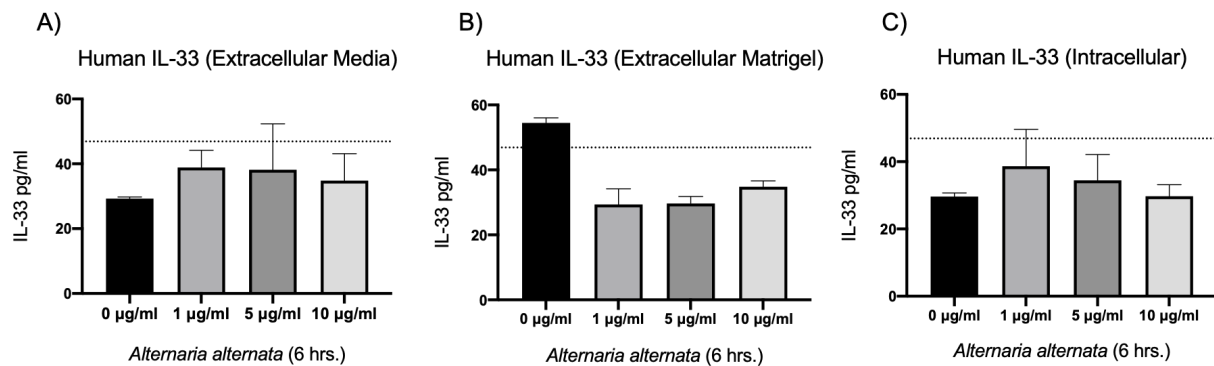 A)
Human IL-33 (Extracellular Media)
IL-33 pg/ml
60
40
20
0
0 µg/ml 1 µg/ml 5 µg/ml 10 µg/ml
Alternaria alternata (6 hrs.)
B)
Human IL-33 (Extracellular Matrigel)
IL-33 pg/ml
60
40
20
0
0 µg/ml 1 µg/ml 5 µg/ml 10 µg/ml
Alternaria alternata (6 hrs.)
C)
Human IL-33 (Intracellular)
IL-33 pg/ml
60
40
20
0
0 µg/ml 1 µg/ml 5 µg/ml 10 µg/ml
Alternaria alternata (6 hrs.)